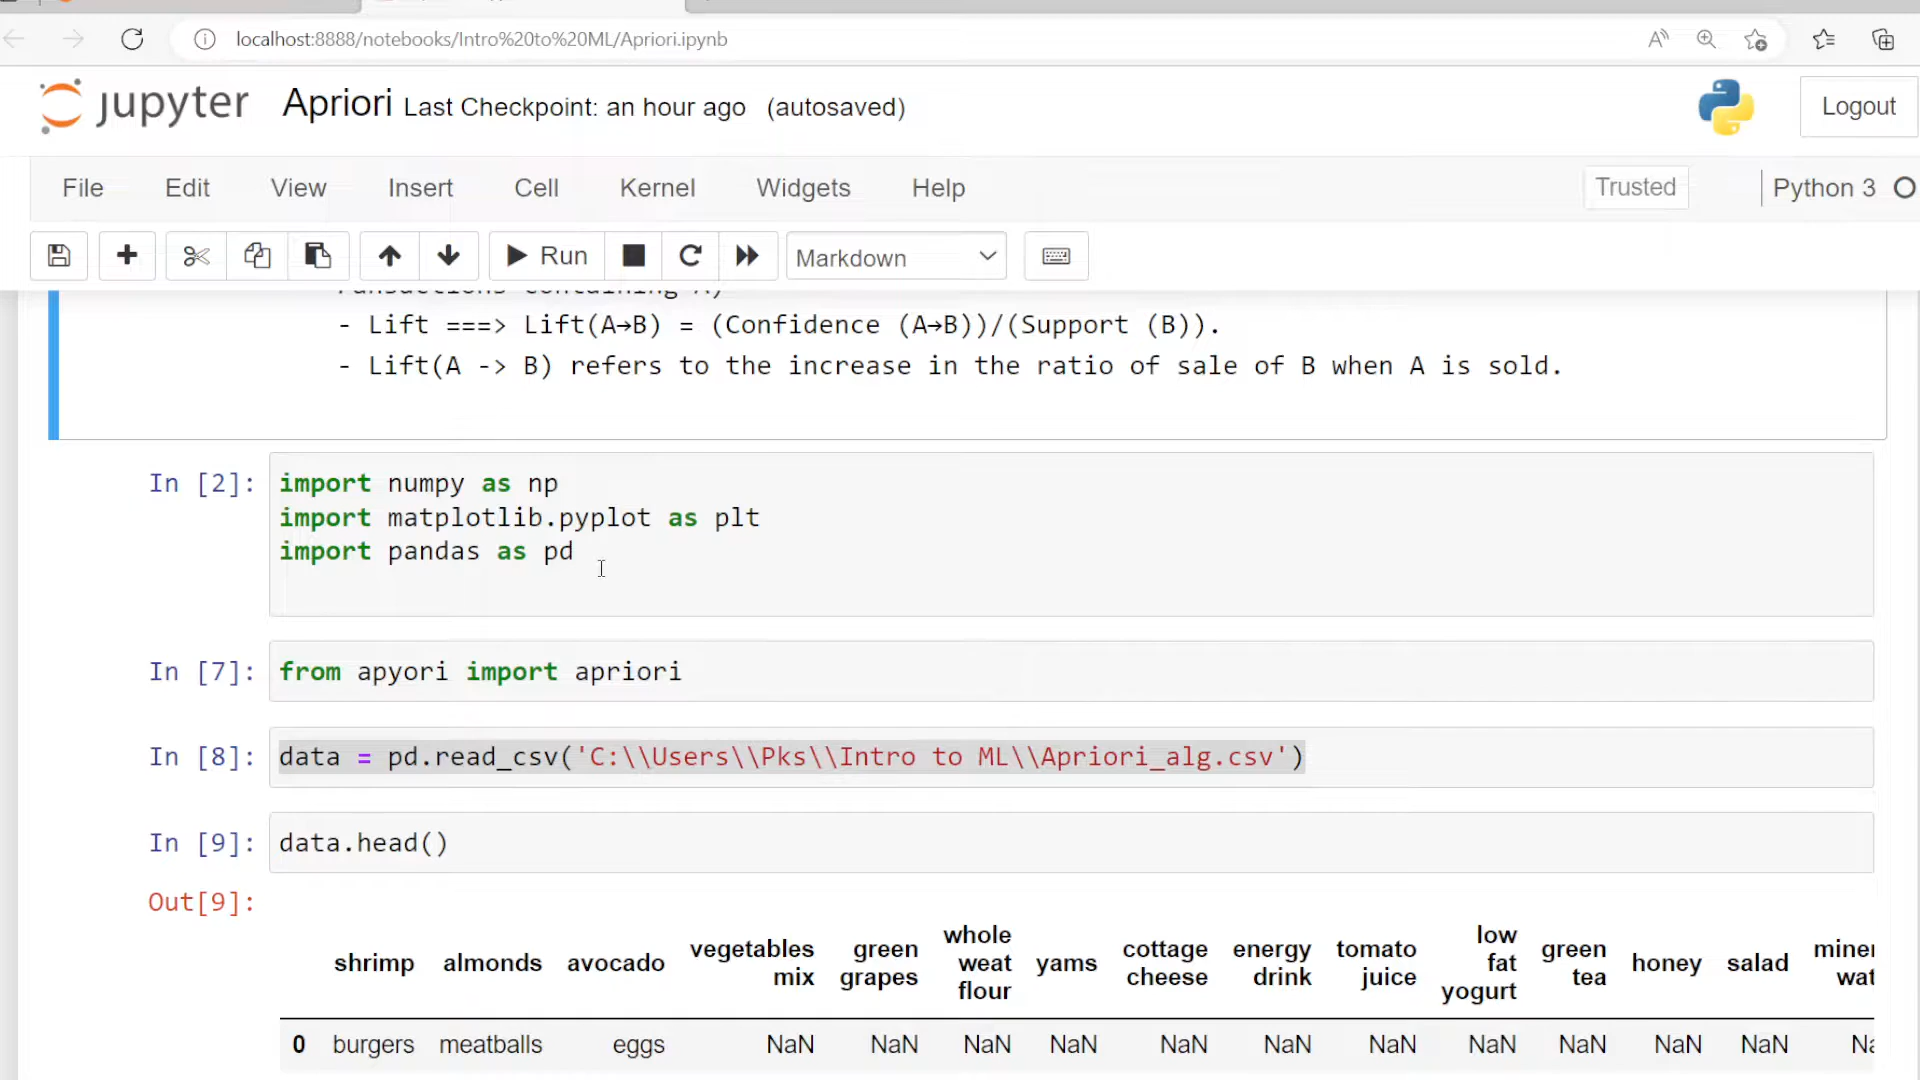 localhost:8888/notebooks/Intro%20to%20ML/Apriori.ipynb
jupyter Apriori Last Checkpoint: an hour ago (autosaved) Logout
File Edit View Insert Cell Kernel Widgets Help Trusted Python 3
Run Markdown
- Lift ===> Lift(A→B) = (Confidence (A→B))/(Support (B)).
- Lift(A -> B) refers to the increase in the ratio of sale of B when A is sold.
In [2]: import numpy as np
import matplotlib.pyplot as plt
import pandas as pd
In [7]: from apyori import apriori
In [8]: data = pd.read_csv('C:\\Users\\Pks\\Intro to ML\\Apriori_alg.csv')
In [9]: data.head()
Out[9]:
shrimp almonds avocado vegetables mix green grapes whole weat flour yams cottage cheese energy drink tomato juice low fat yogurt green tea honey salad
0 burgers meatballs eggs NaN NaN NaN NaN NaN NaN NaN NaN NaN NaN NaN